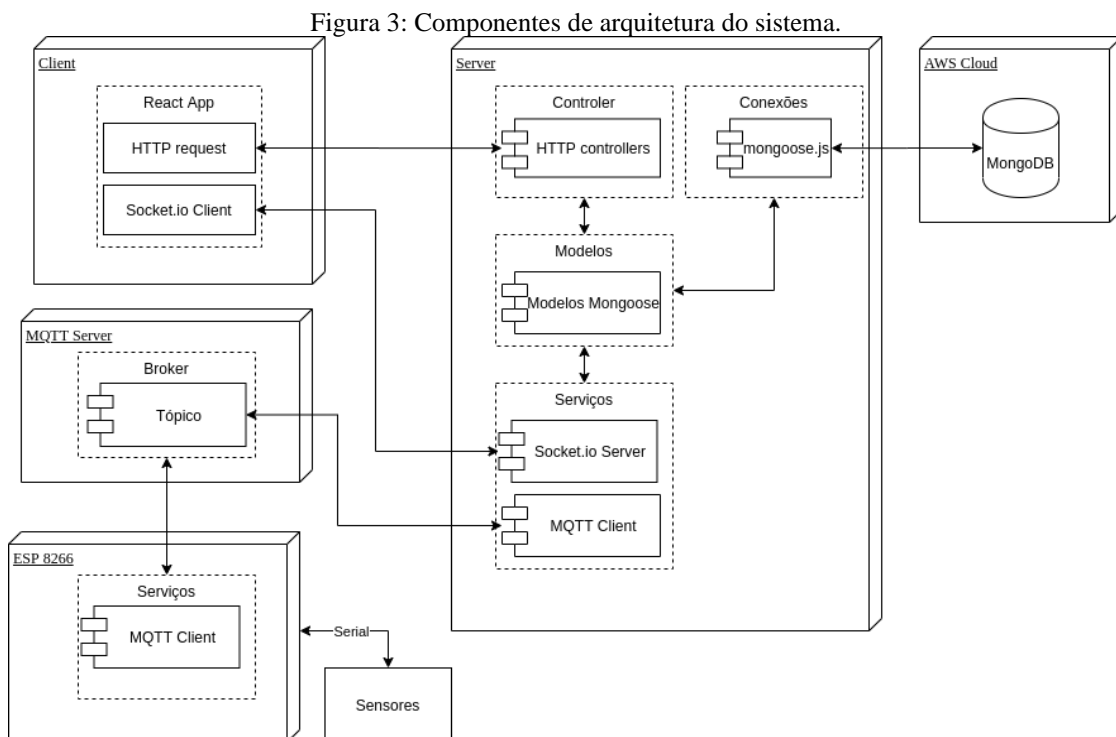 Figura 3: Componentes de arquitetura do sistema.
Client
React App
HTTP request
Socket.io Client
Server
Controler
HTTP controllers
Conexões
mongoose.js
Modelos
Modelos Mongoose
Serviços
Socket.io Server
MQTT Client
AWS Cloud
MongoDB
MQTT Server
Broker
Tópico
ESP 8266
Serviços
MQTT Client
Serial
Sensores